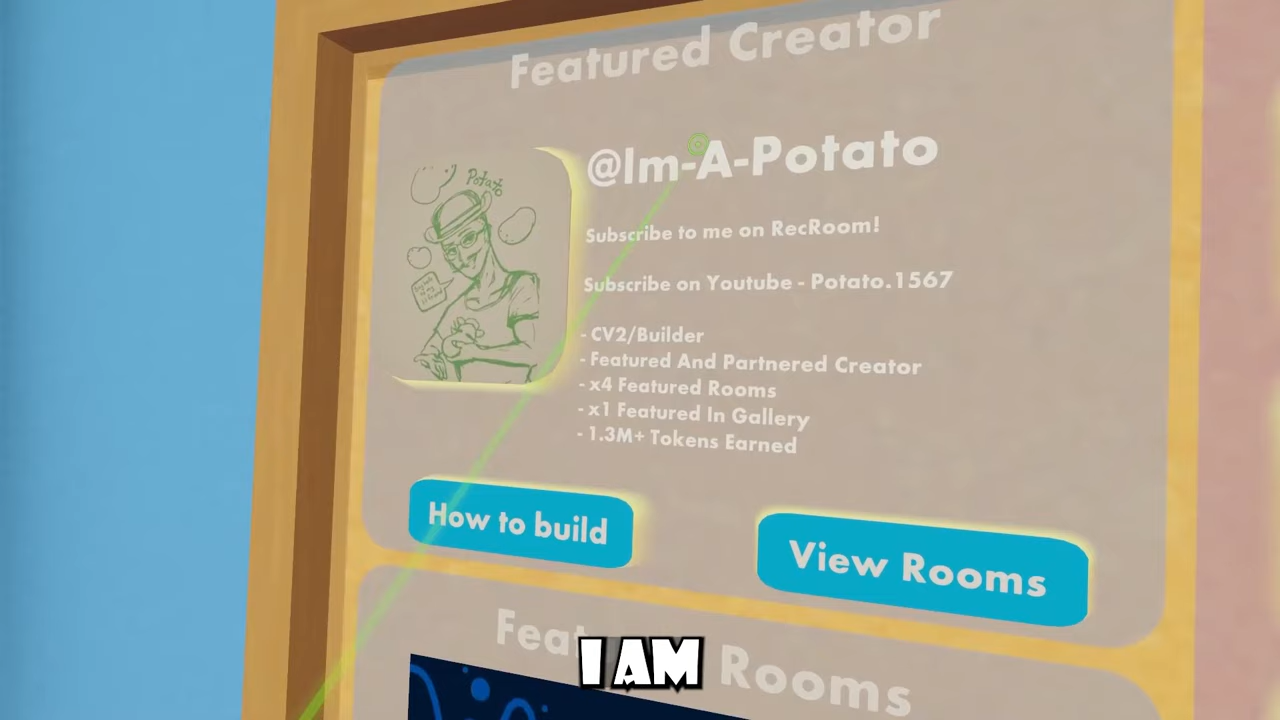 Featured Creator
@Im-A-Potato
Potato
Subscribe to me on RecRoom!
Subscribe on Youtube - Potato.1567
- CV2/Builder
- Featured And Partnered Creator
- x4 Featured Rooms
- x1 Featured In Gallery
- 1.3M+ Tokens Earned
How to build
View Rooms
Rooms
I AM